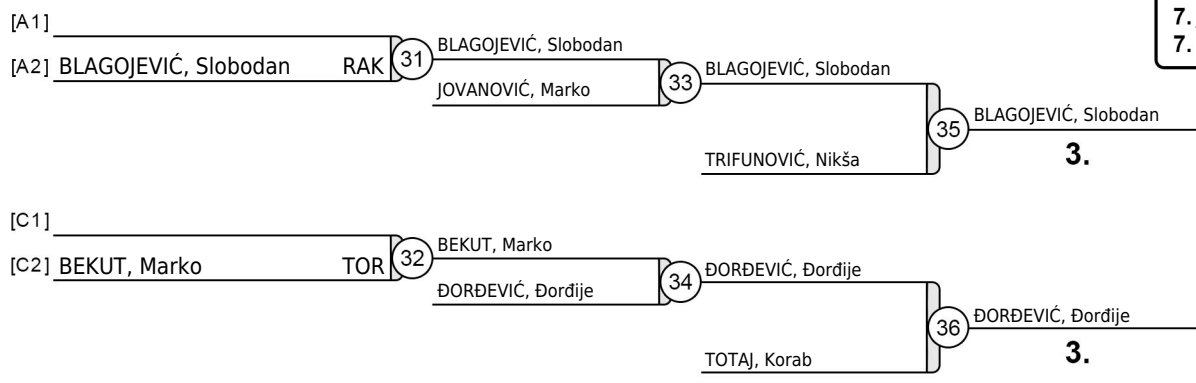 [A1]
[A2] BLAGOJEVIĆ, Slobodan RAK
31
BLAGOJEVIĆ, Slobodan
JOVANOVIĆ, Marko
33
BLAGOJEVIĆ, Slobodan
TRIFUNOVIĆ, Nikša
35
BLAGOJEVIĆ, Slobodan
3.
7.
7.
[C1]
[C2] BEKUT, Marko TOR
32
BEKUT, Marko
ĐORĐEVIĆ, Đorđije
34
ĐORĐEVIĆ, Đorđije
TOTAJ, Korab
36
ĐORĐEVIĆ, Đorđije
3.